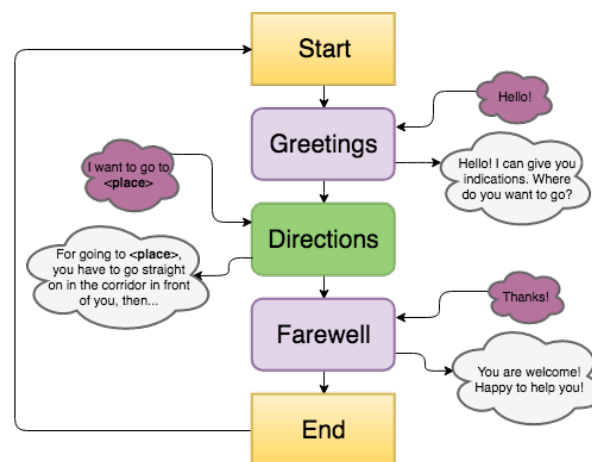 Start
Hello!
Greetings
Hello! I can give you
indications. Where
do you want to go?
I want to go to
<place>
Directions
For going to <place>,
you have to go straight
on in the corridor in front
of you, then...
Thanks!
Farewell
You are welcome!
Happy to help you!
End